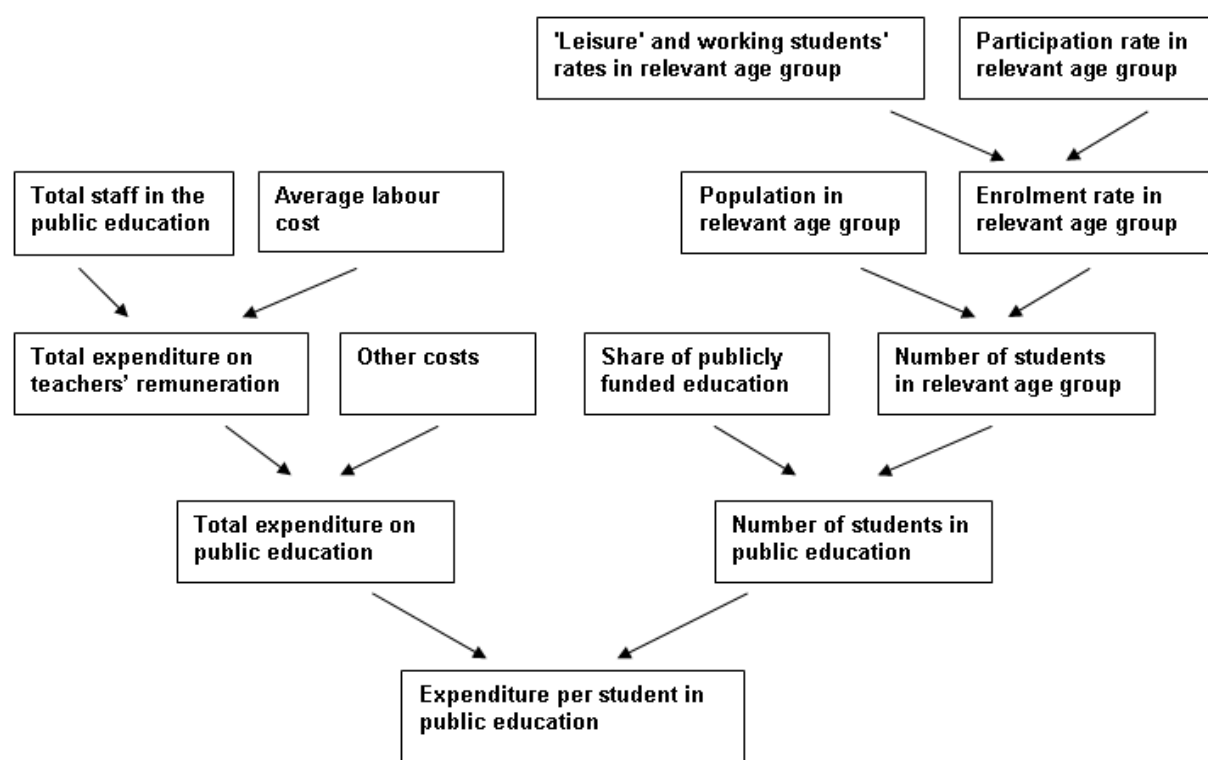 'Leisure' and working students'
rates in relevant age group
Participation rate in
relevant age group
Total staff in the
public education
Average labour
cost
Population in
relevant age group
Enrolment rate in
relevant age group
Total expenditure on
teachers’ remuneration
Other costs
Share of publicly
funded education
Number of students
in relevant age group
Total expenditure on
public education
Number of students in
public education
Expenditure per student in
public education